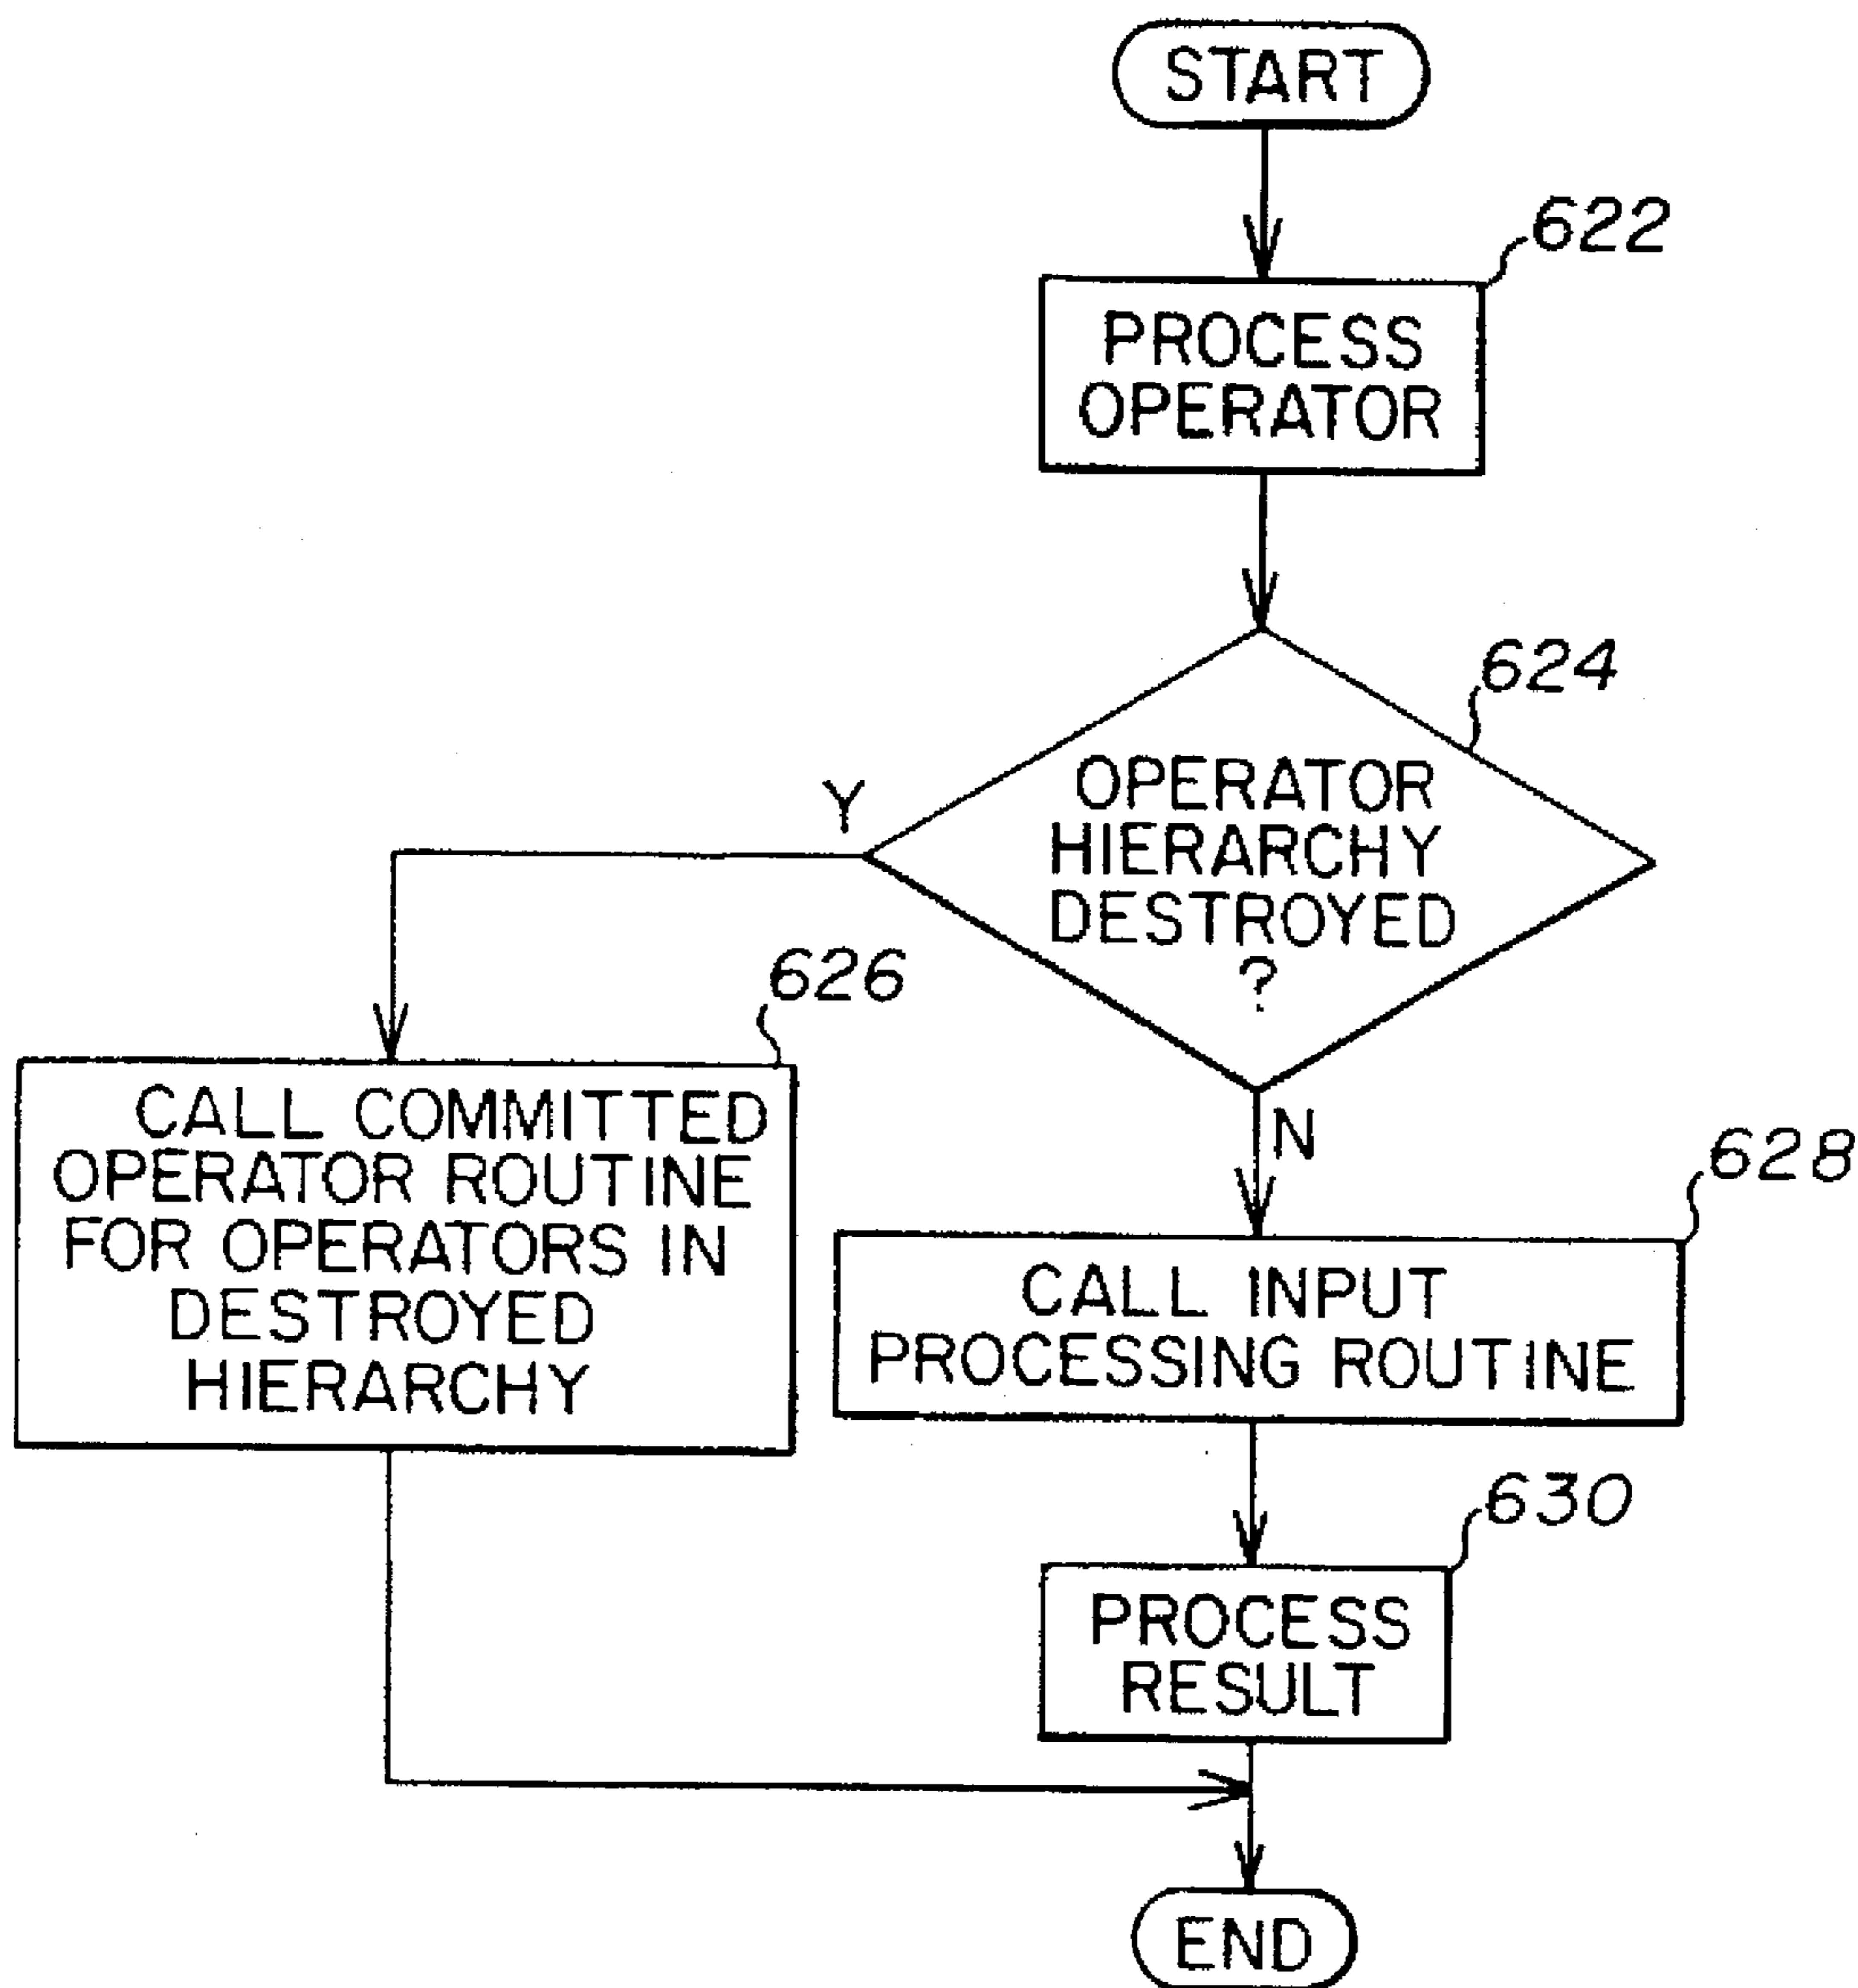 START
622
PROCESS
OPERATOR
624
OPERATOR
HIERARCHY
DESTROYED
?
Y
626
CALL COMMITTED
OPERATOR ROUTINE
FOR OPERATORS IN
DESTROYED
HIERARCHY
N
628
CALL INPUT
PROCESSING ROUTINE
630
PROCESS
RESULT
END